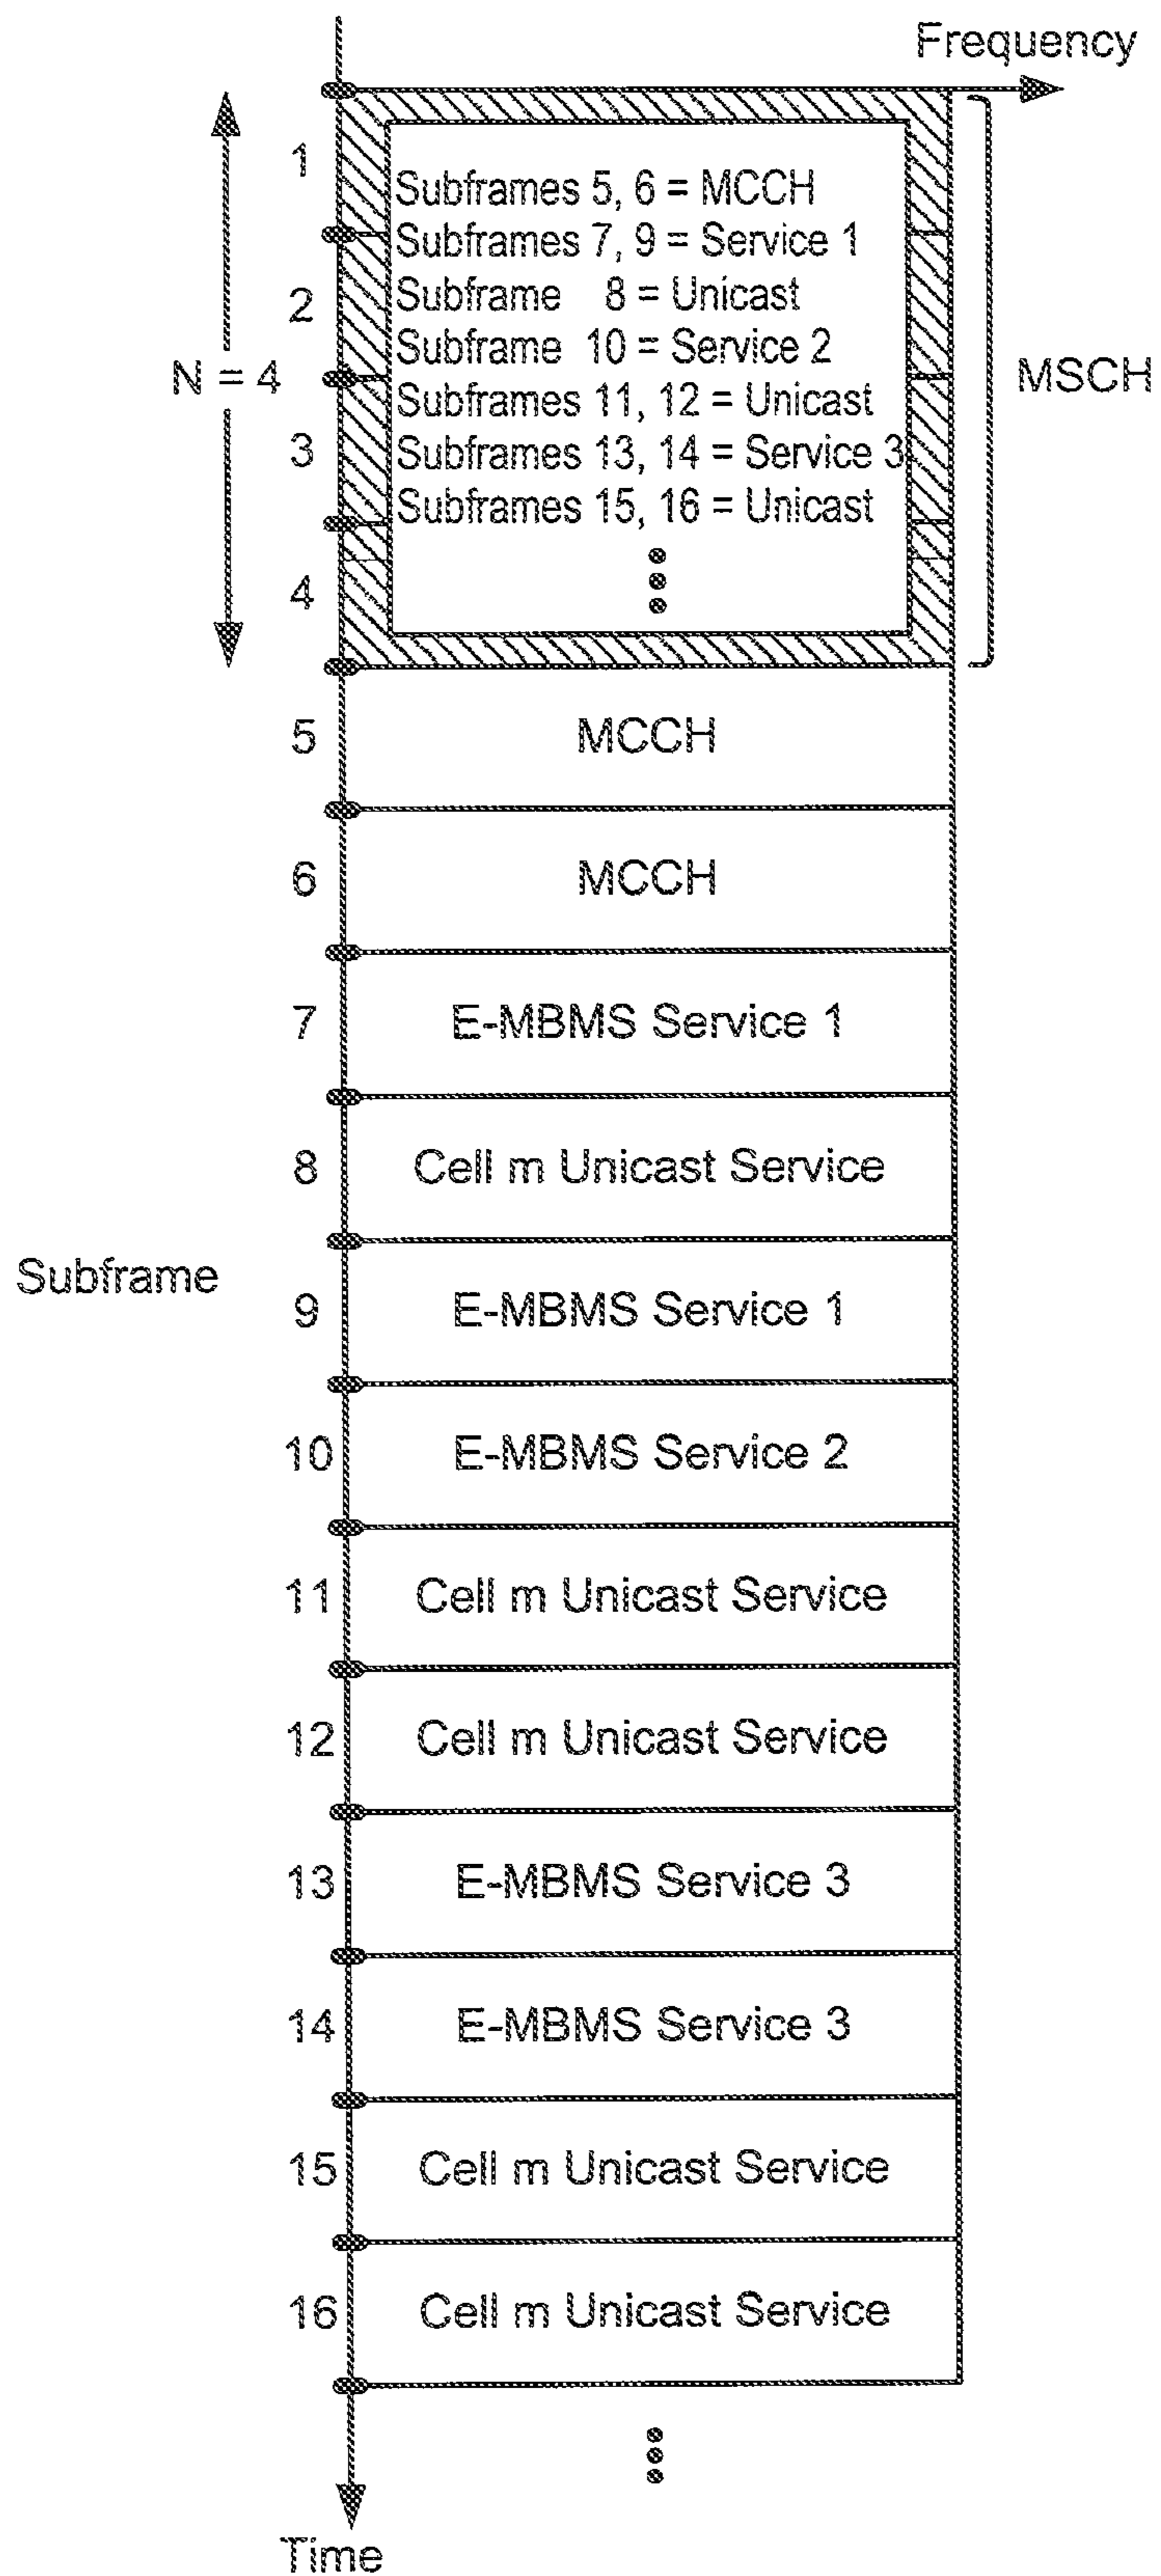 Frequency
1
Subframes 5, 6 = MCCH
Subframes 7, 9 = Service 1
2
Subframe 8 = Unicast
Subframe 10 = Service 2
N = 4
MSCH
Subframes 11, 12 = Unicast
3
Subframes 13, 14 = Service 3
Subframes 15, 16 = Unicast
4
5 MCCH
6 MCCH
7 E-MBMS Service 1
8 Cell m Unicast Service
Subframe
9 E-MBMS Service 1
10 E-MBMS Service 2
11 Cell m Unicast Service
12 Cell m Unicast Service
13 E-MBMS Service 3
14 E-MBMS Service 3
15 Cell m Unicast Service
16 Cell m Unicast Service
Time